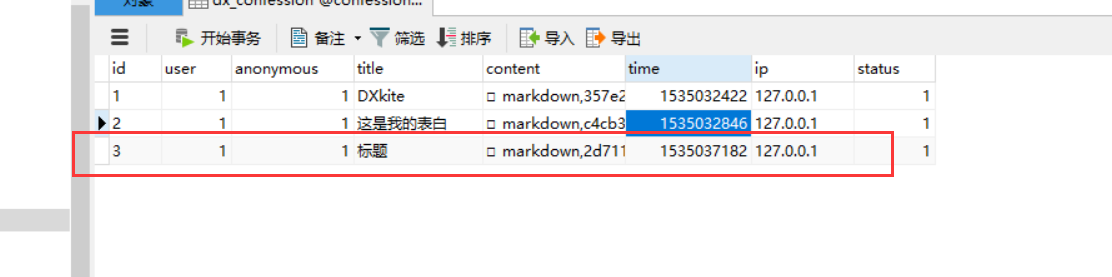 对象 dx_confession @confession...
开始事务 备注 筛选 排序 导入 导出
id user anonymous title content time ip status
1 1 1 DXkite markdown,357e2 1535032422 127.0.0.1 1
2 1 1 这是我的表白 markdown,c4cb3 1535032846 127.0.0.1 1
3 1 1 标题 markdown,2d711 1535037182 127.0.0.1 1